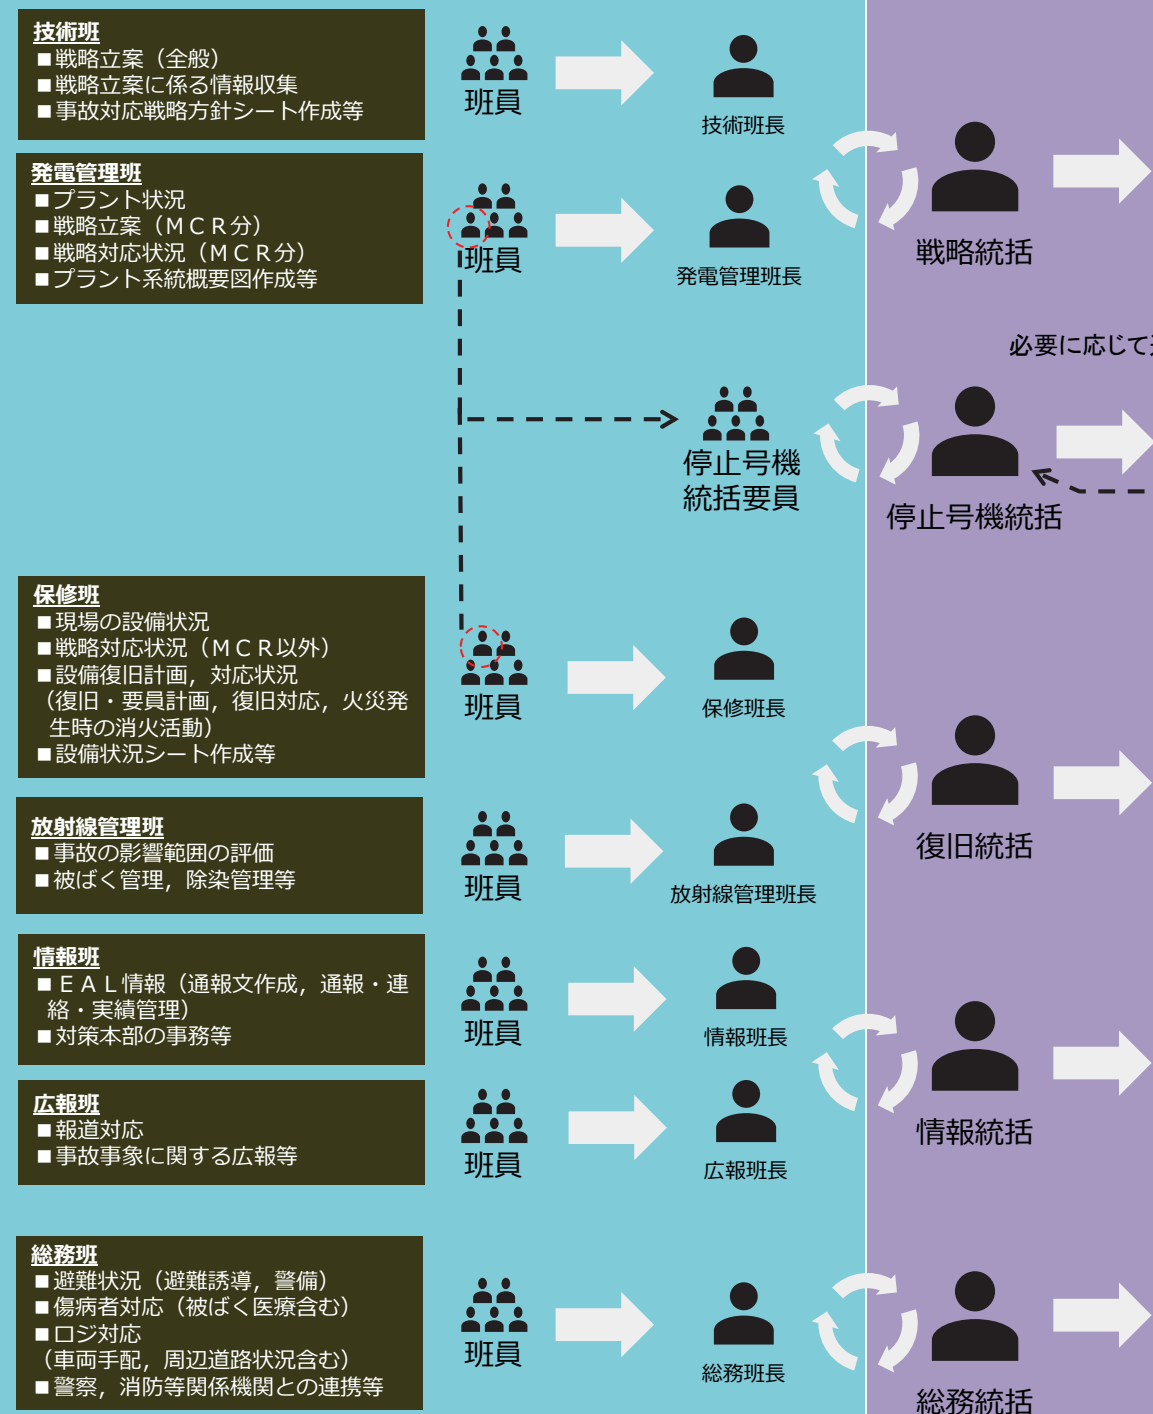 技術班
■戦略立案（全般）
■戦略立案に係る情報収集
■事故対応戦略方針シート作成等
班員
技術班長
発電管理班
■プラント状況
■戦略立案（ＭＣＲ分）
■戦略対応状況（ＭＣＲ分）
■プラント系統概要図作成等
班員
発電管理班長
戦略統括
必要に応じて
停止号機
統括要員
停止号機統括
保修班
■現場の設備状況
■戦略対応状況（ＭＣＲ以外）
■設備復旧計画，対応状況
（復旧・要員計画，復旧対応，火災発
生時の消火活動）
■設備状況シート作成等
班員
保修班長
復旧統括
放射線管理班
■事故の影響範囲の評価
■被ばく管理，除染管理等
班員
放射線管理班長
情報班
■ＥＡＬ情報（通報文作成，通報・連
絡・実績管理）
■対策本部の事務等
班員
情報班長
情報統括
広報班
■報道対応
■事故事象に関する広報等
班員
広報班長
総務班
■避難状況（避難誘導，警備）
■傷病者対応（被ばく医療含む）
■ロジ対応
（車両手配，周辺道路状況含む）
■警察，消防等関係機関との連携等
班員
総務班長
総務統括